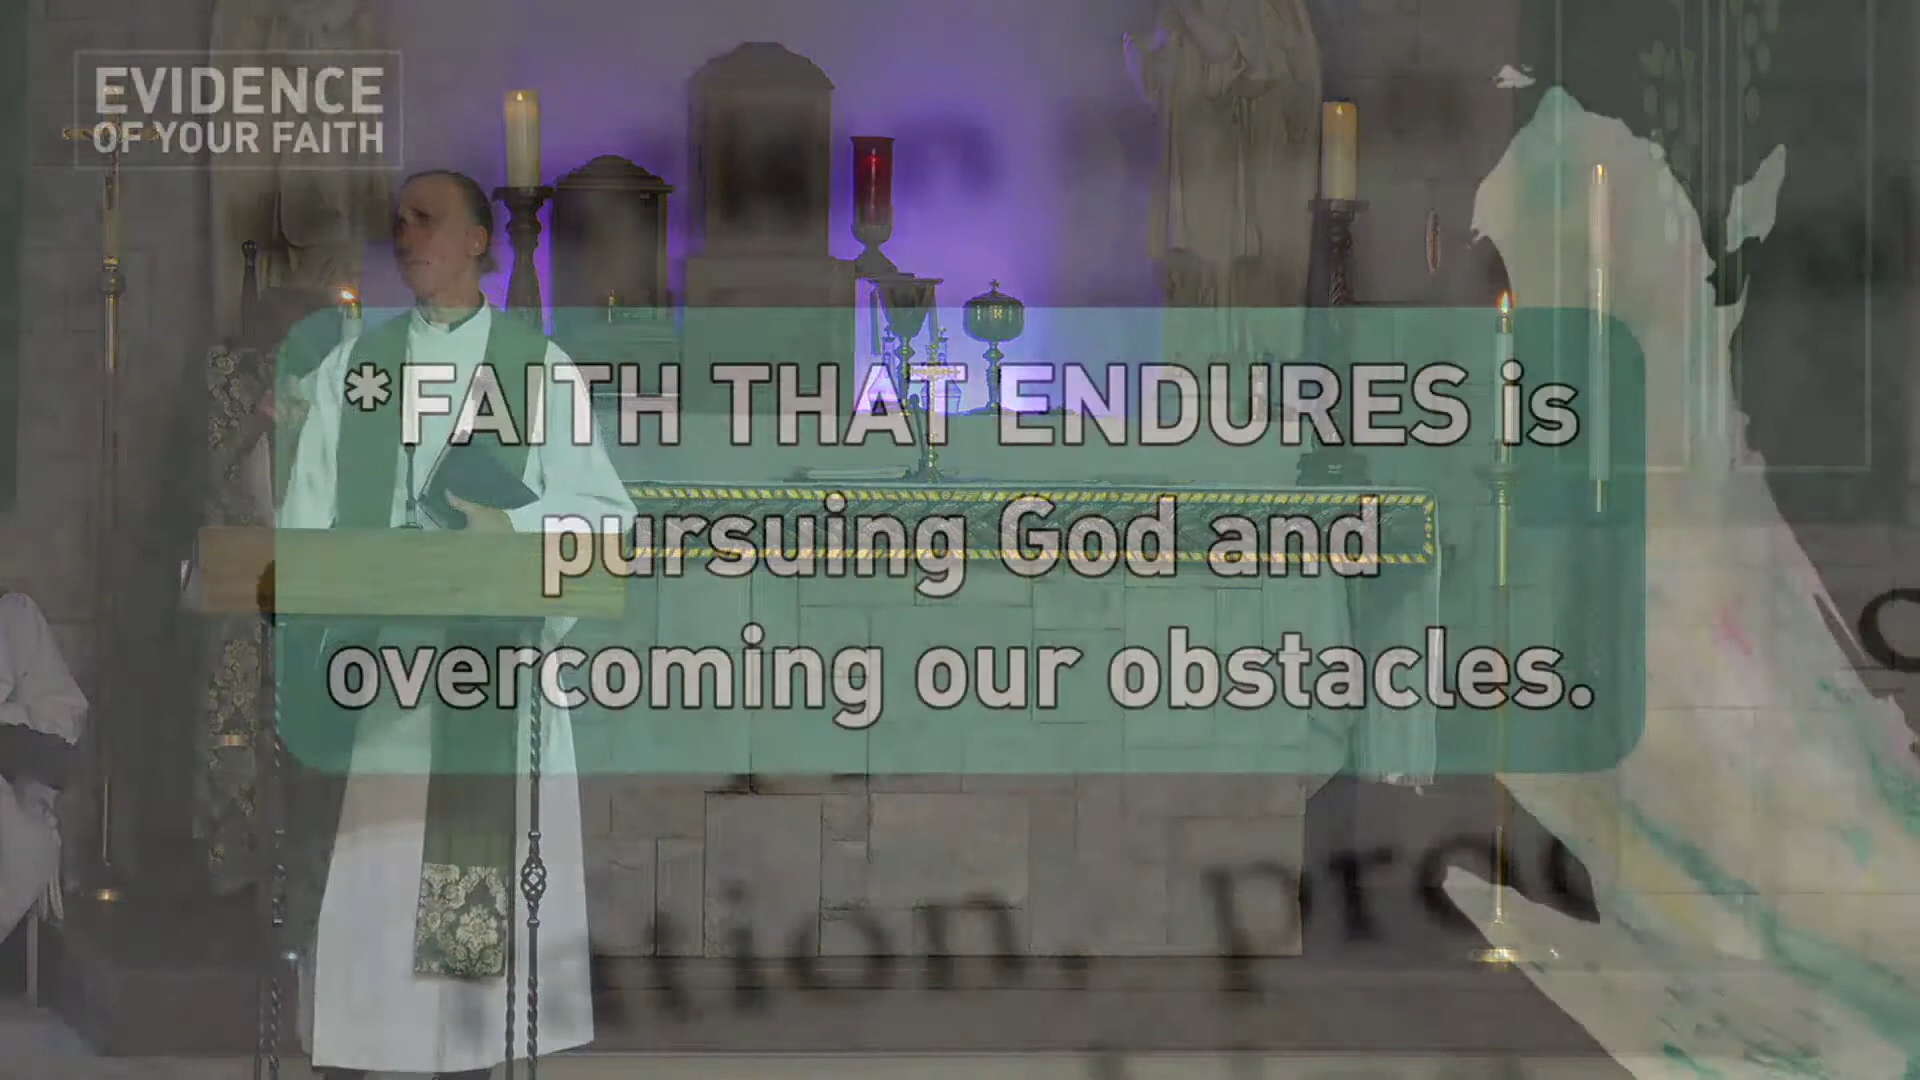 EVIDENCE
OF YOUR FAITH
*FAITH THAT ENDURES is
pursuing God and
overcoming our obstacles.